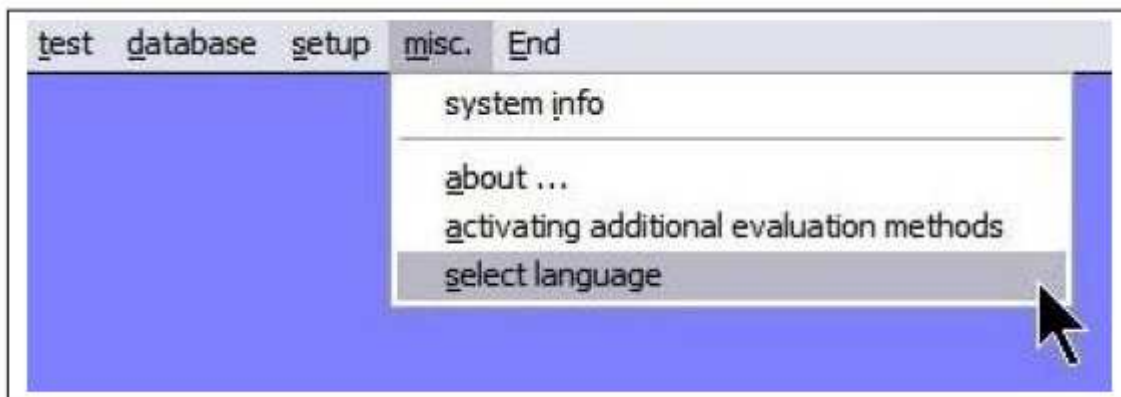 test database setup misc. End
system info
about ...
activating additional evaluation methods
select language